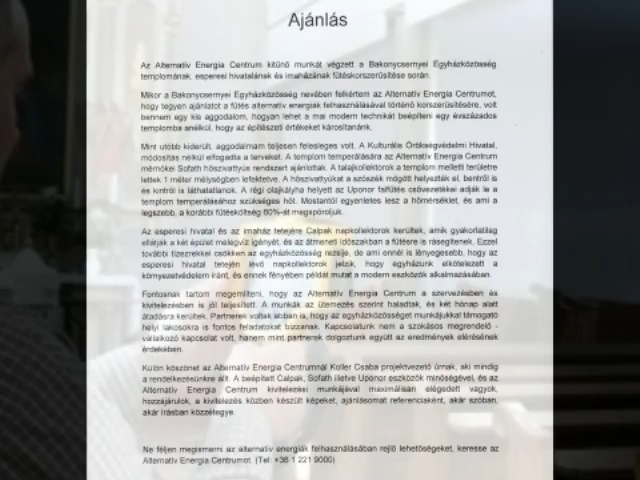 Ajánlás
Az Alternatív Energia Centrum kitűnő munkát végzett a Bakonycsernyei Egyházközösség
templomának, esperesi hivatalának és imaházának fűtéskorszerűsítése során.
Mikor a Bakonycsernyei Egyházközösség nevében felkértem az Alternatív Energia Centrumot,
hogy tegyen ajánlatot a fűtés alternatív energiák felhasználásával történő korszerűsítésére, volt
bennem egy kis aggodalom, hogyan lehet a mai modern technikát beépíteni egy évszázados
templomba anélkül, hogy az építészeti értékeket károsítanánk.
Mint utóbb kiderült, aggodalmam teljesen felesleges volt. A Kulturális Örökségvédelmi Hivatal,
módosítás nélkül elfogadta a terveket. A templom temperálására az Alternatív Energia Centrum
mérnökei Sofath hőszivattyús rendszert ajánlottak. A talajkollektorok a templom melletti területre
lettek 1 méter mélységben lefektetve. A hőszivattyúkat a szószék mögött helyezték el, bentről is
és kintről is láthatatlanok. A régi olajkályha helyett az Uponor falfűtés csővezetékei adják le a
templom temperálásához szükséges hőt. Mostantól egyenletes lesz a hőmérséklet, és ami a
legszebb, a korábbi fűtésköltség 60%-át megspóroljuk.
Az esperesi hivatal és az imaház tetejére Calpak napkollektorok kerültek, amik gyakorlatilag
ellátják a két épület melegvíz igényét, és az átmeneti időszakban a fűtésre is rásegítenek. Ezzel
további tízezrekkel csökken az egyházközösség rezsije, de ami ennél is lényegesebb, hogy az
esperesi hivatal tetején lévő napkollektorok jelzik, hogy egyházunk elkötelezett a
környezetvédelem iránt, és ennek fényében példát mutat a modern eszközök alkalmazásában.
Fontosnak tartom megemlíteni, hogy az Alternatív Energia Centrum a szervezésben és
kivitelezésben is jól teljesített. A munkák az ütemezés szerint haladtak, és két hónap alatt
átadásra kerültek. Partnerek voltak abban is, hogy az egyházközösséget munkájukkal támogató
helyi lakosokra is fontos feladatokat bízzanak. Kapcsolatunk nem a szokásos megrendelő -
vállalkozó kapcsolat volt, hanem mint partnerek dolgoztunk együtt az eredmények elérésének
érdekében.
Külön köszönet az Alternatív Energia Centrumnál Koller Csaba projektvezető úrnak, aki mindig
a rendelkezésünkre állt. A beépített Calpak, Sofath illetve Uponor eszközök minőségével, és az
Alternatív Energia Centrum kivitelezési munkájával maximálisan elégedett vagyok,
hozzájárulok, a kivitelezés közben készült képeket, ajánlásomat referenciaként, akár szóban,
akár írásban közzétegye.
Ne féljen megismerni az alternatív energiák felhasználásában rejlő lehetőségeket, keresse az
Alternatív Energia Centrumot. (Tel: +36 1 221 9000)